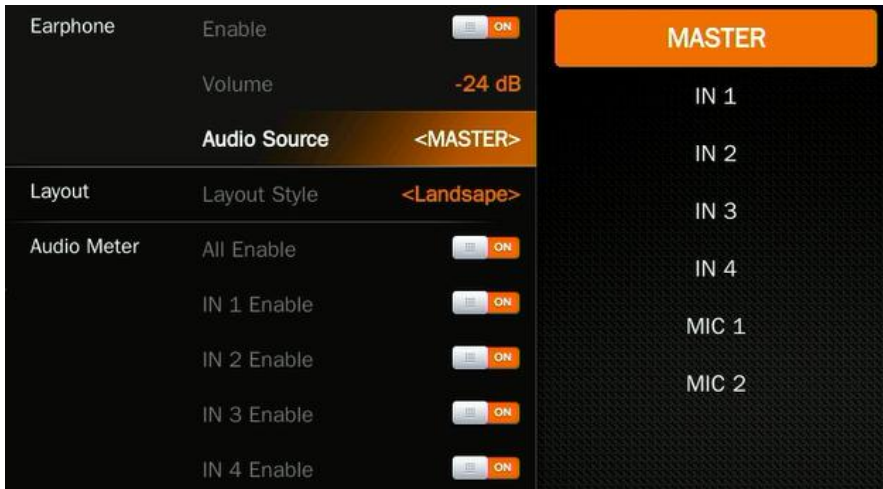 Earphone Enable ON
Volume -24 dB
Audio Source <MASTER>
Layout Layout Style <Landsape>
Audio Meter All Enable ON
IN 1 Enable ON
IN 2 Enable ON
IN 3 Enable ON
IN 4 Enable ON
MASTER
IN 1
IN 2
IN 3
IN 4
MIC 1
MIC 2